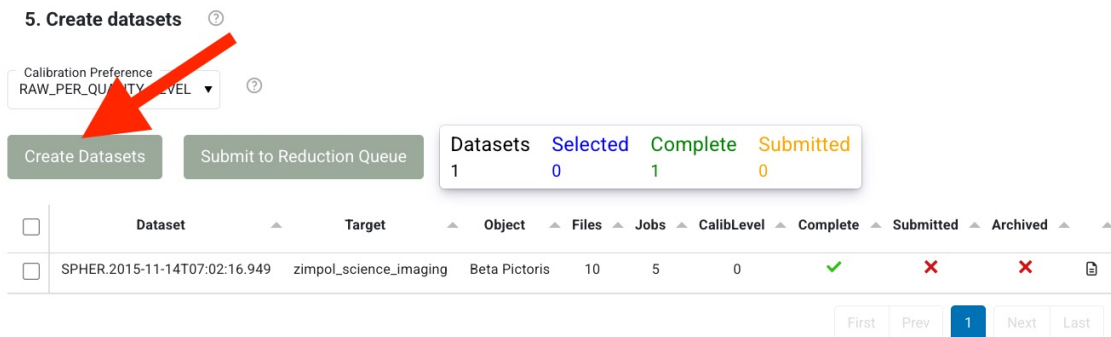 5. Create datasets ?
Calibration Preference
RAW_PER_QUANTITY_LEVEL ?
Create Datasets Submit to Reduction Queue
Datasets Selected Complete Submitted
1 0 1 0
Dataset Target Object Files Jobs CalibLevel Complete Submitted Archived
SPHER.2015-11-14T07:02:16.949 zimpol_science_imaging Beta Pictoris 10 5 0
First Prev 1 Next Last